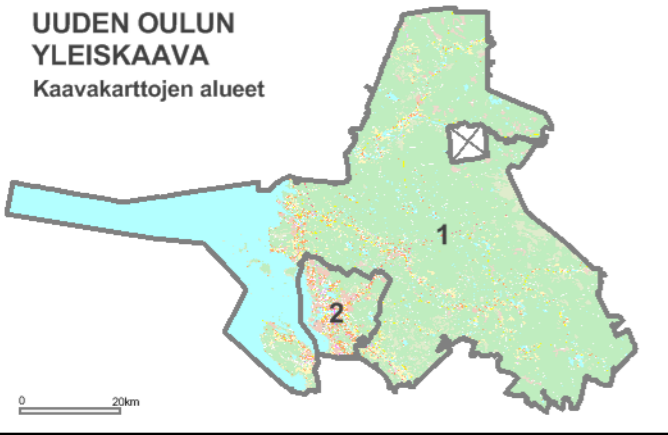 UUDEN OULUN
YLEISKAAVA
Kaavakarttojen alueet
1
2
0 20km